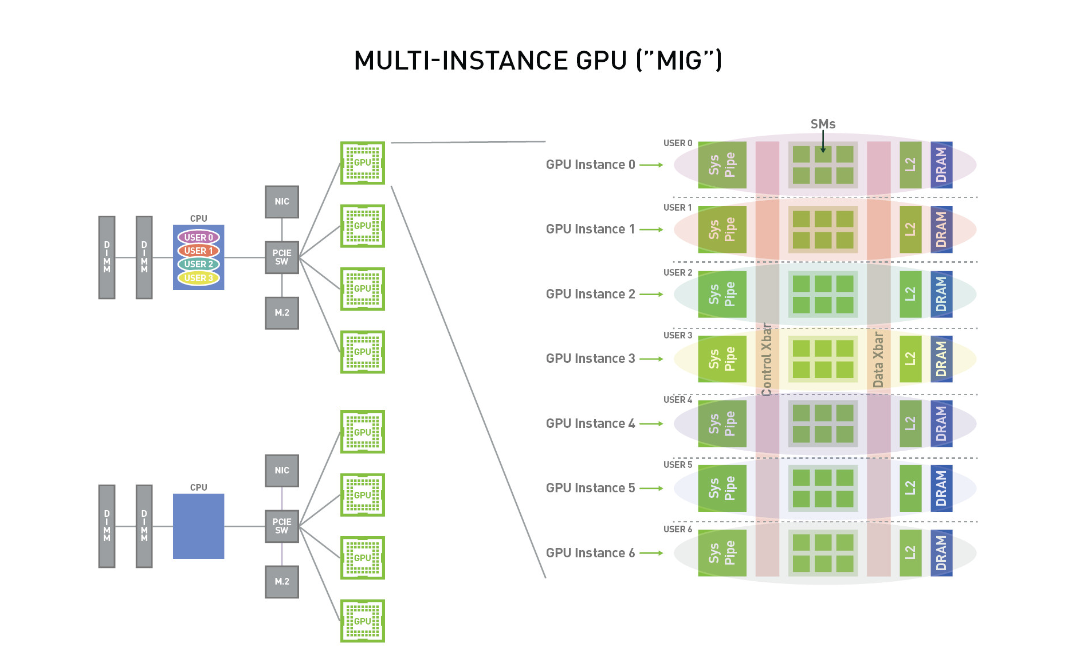 MULTI-INSTANCE GPU ("MIG")
DIMM
DIMM
CPU
USER 0
USER 1
USER 2
USER 3
NIC
PCIE
SW
M.2
GPU
GPU
GPU
GPU
DIMM
DIMM
CPU
NIC
PCIE
SW
M.2
GPU
GPU
GPU
GPU
SMs
GPU Instance 0
USER 0
Sys
Pipe
L2
DRAM
GPU Instance 1
USER 1
Sys
Pipe
L2
DRAM
GPU Instance 2
USER 2
Sys
Pipe
L2
DRAM
GPU Instance 3
USER 3
Sys
Pipe
Control Xbar
Data Xbar
L2
DRAM
GPU Instance 4
USER 4
Sys
Pipe
L2
DRAM
GPU Instance 5
USER 5
Sys
Pipe
L2
DRAM
GPU Instance 6
USER 6
Sys
Pipe
L2
DRAM